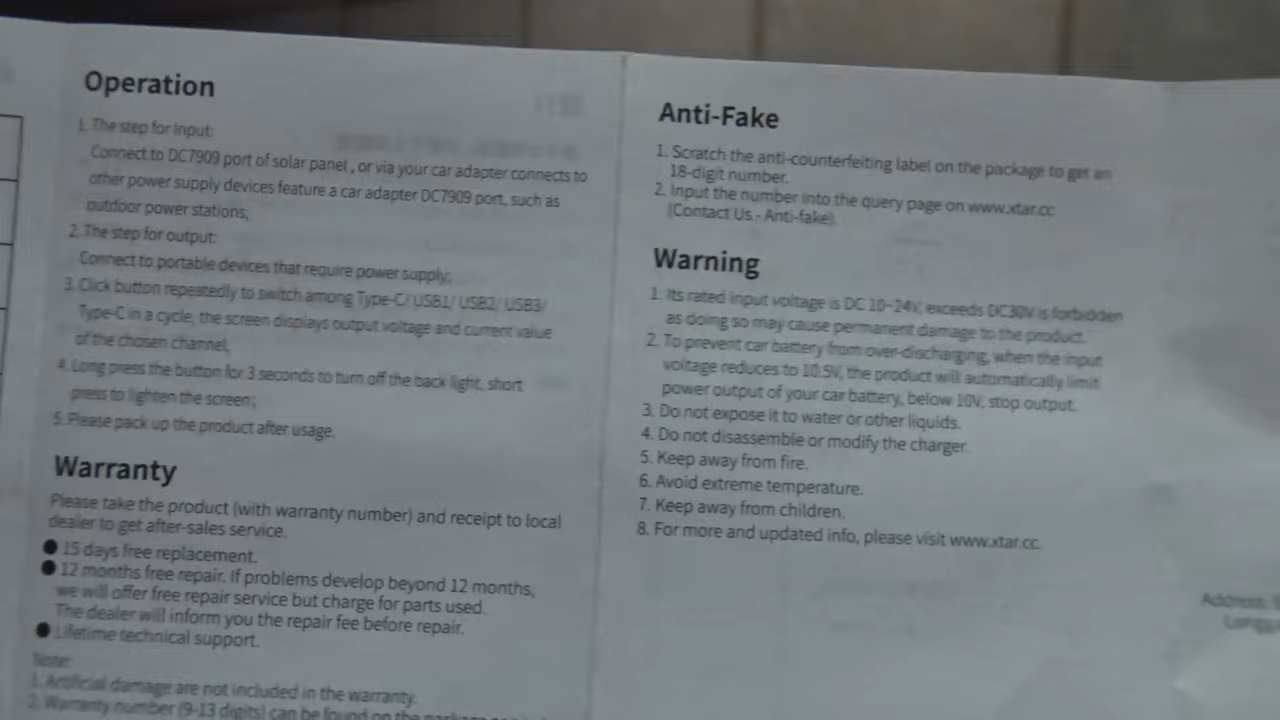 Operation
1. The step for Input:
Connect to DC7909 port of solar panel , or via your car adapter connects to
other power supply devices feature a car adapter DC7909 port, such as
outdoor power stations;
2. The step for output:
Connect to portable devices that require power supply;
3. Click button repeatedly to switch among Type-C/ USB1/ USB2/ USB3/
Type-C in a cycle, the screen displays output voltage and current value
of the chosen channel,
4. Long press the button for 3 seconds to turn off the back light, short
press to lighten the screen;
5. Please pack up the product after usage.
Warranty
Please take the product (with warranty number) and receipt to local
dealer to get after-sales service.
● 15 days free replacement.
● 12 months free repair. If problems develop beyond 12 months,
we will offer free repair service but charge for parts used.
The dealer will inform you the repair fee before repair.
● Lifetime technical support.
Note:
1. Artificial damage are not included in the warranty.
2. Warranty number (9-13 digits) can be found on the package
Anti-Fake
1. Scratch the anti-counterfeiting label on the package to get an
18-digit number.
2. Input the number into the query page on www.xtar.cc
(Contact Us - Anti-fake).
Warning
1. Its rated input voltage is DC 10~24V, exceeds DC30V is forbidden
as doing so may cause permanent damage to the product.
2. To prevent car battery from over-discharging, when the input
voltage reduces to 10.5V, the product will automatically limit
power output of your car battery, below 10V, stop output.
3. Do not expose it to water or other liquids.
4. Do not disassemble or modify the charger.
5. Keep away from fire.
6. Avoid extreme temperature.
7. Keep away from children.
8. For more and updated info, please visit www.xtar.cc.
Address: